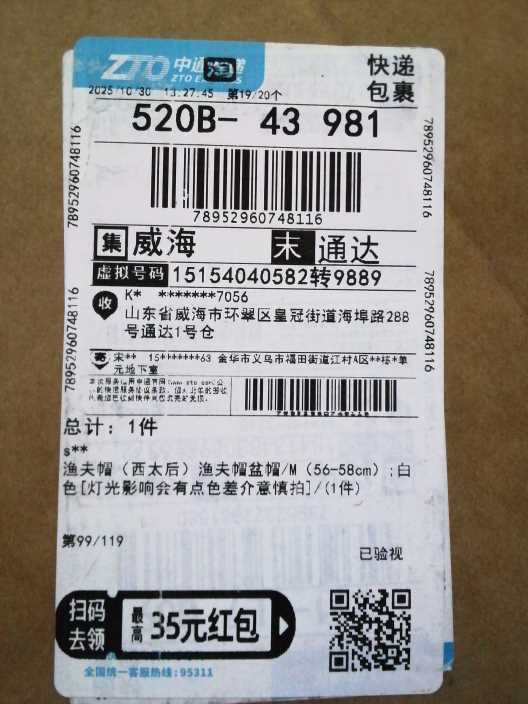 ZTO 中通快递
ZTO EXPRESS
淘
快递
包裹
2025/10/30 13:27:45 第19/20个
520B- 43 981
78952960748116
78952960748116
78952960748116
集 威海 末 通达
虚拟号码 15154040582转9889
收 K* *******7056
山东省威海市环翠区皇冠街道海埠路288
号通达1号仓
78952960748116
78952960748116
寄 宋** 15*******63 金华市义乌市福田街道江村A区**栋*单
元地下室
总计：1件
s**
渔夫帽（西太后）渔夫帽盆帽/M（56-58cm）;白
色[灯光影响会有点色差介意慎拍]/(1件)
第99/119
已验视
扫码
去领
最高
35元红包
全国统一客服热线:95311